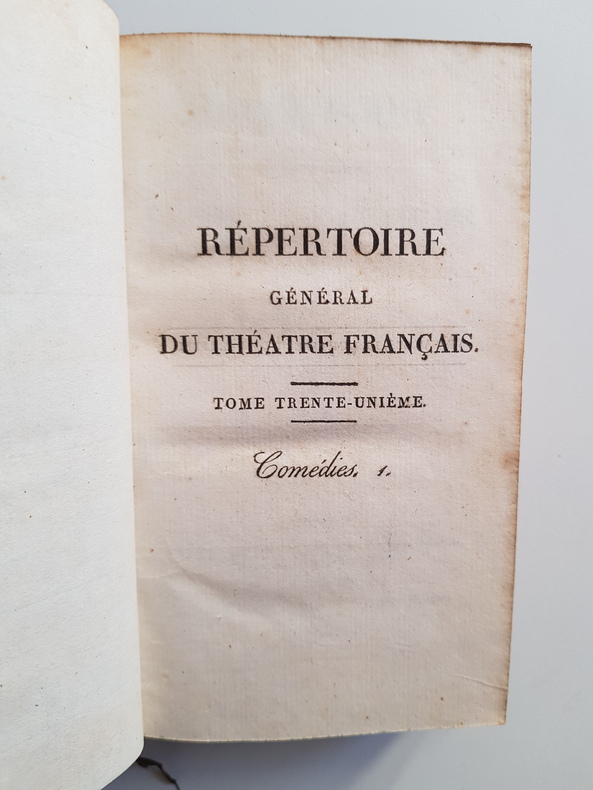 RÉPERTOIRE
GÉNÉRAL
DU THÉATRE FRANÇAIS.
TOME TRENTE-UNIÈME.
Comédies. 1.